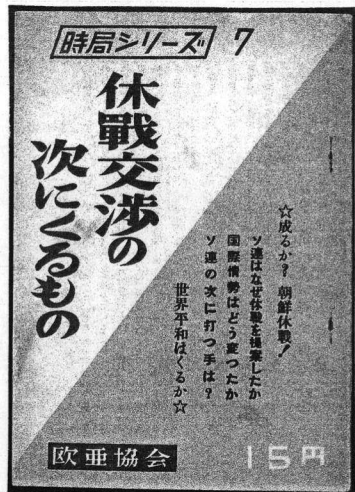 時局シリーズ 7
休戰交渉の
次にくるもの
☆成るか?朝鮮休戰!
ソ連はなぜ休戰を提案したか
国際情勢はどう変つたか
ソ連の次に打つ手は?
世界平和はくるか☆
欧亜協会
15円